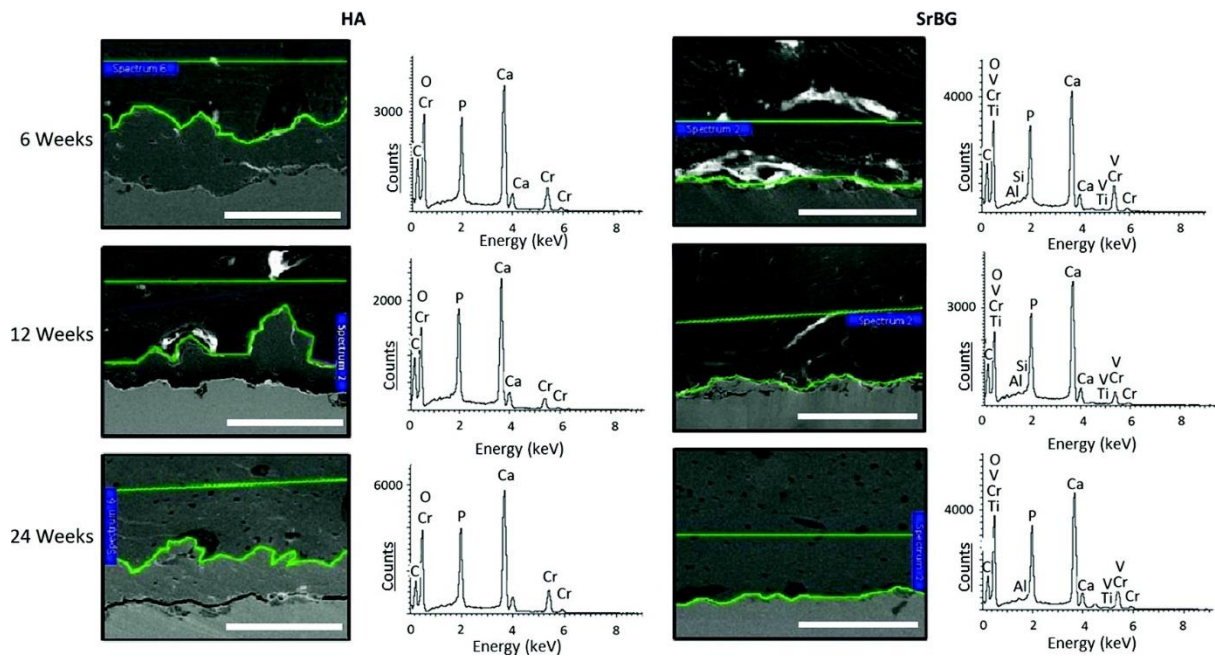 HA
SrBG
6 Weeks
Spectrum 6
O
Cr
C
P
Ca
Ca
Cr
Cr
3000
Counts
0 2 4 6 8
Energy (keV)
Spectrum 2
O
V
Cr
Ti
C
Al
Si
P
Ca
Ca
V
Ti
V
Cr
Cr
4000
Counts
0 2 4 6 8
Energy (keV)
12 Weeks
Spectrum 2
O
Cr
C
P
Ca
Ca
Cr
Cr
2000
Counts
0 2 4 6 8
Energy (keV)
Spectrum 2
O
V
Cr
Ti
C
Al
Si
P
Ca
Ca
V
Ti
V
Cr
Cr
3000
Counts
0 2 4 6 8
Energy (keV)
24 Weeks
Spectrum 6
O
Cr
C
P
Ca
Cr
Cr
6000
Counts
0 2 4 6 8
Energy (keV)
Spectrum 2
O
V
Cr
Ti
C
Al
P
Ca
Ca
V
Ti
V
Cr
Cr
4000
Counts
0 2 4 6 8
Energy (keV)